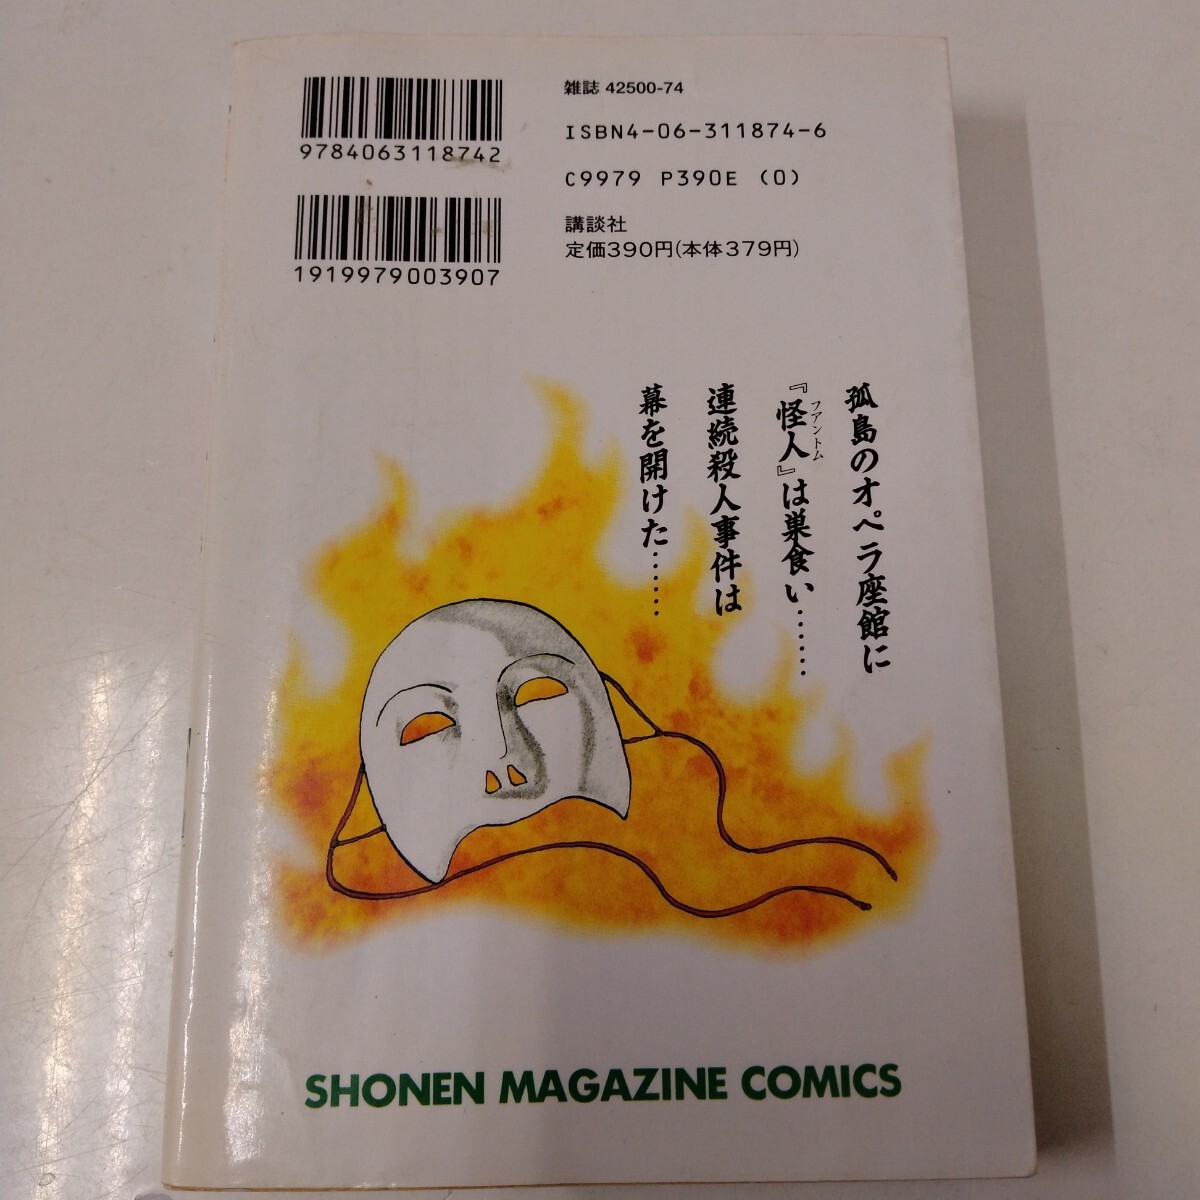 雑誌 42500-74
ISBN4-06-311874-6
C9979 P390E (0)
講談社
定価390円(本体379円)
9784063118742
1919979003907
孤島のオペラ座館に
『怪人』は巣食い……
ファントム
連続殺人事件は
幕を開けた……
SHONEN MAGAZINE COMICS